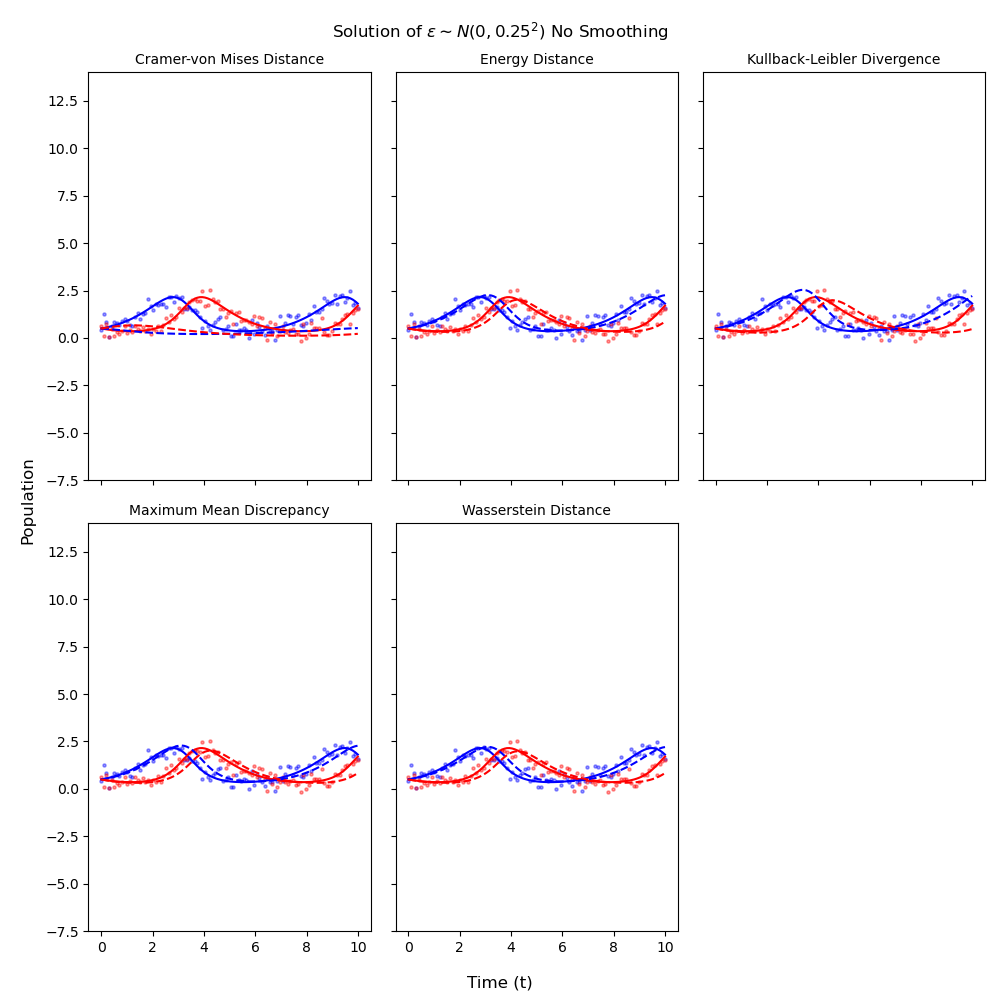 Solution of ε ~ N(0, 0.25²) No Smoothing
Cramer-von Mises Distance
Energy Distance
Kullback-Leibler Divergence
12.5
10.0
7.5
5.0
2.5
0.0
−2.5
−5.0
−7.5
Population
Maximum Mean Discrepancy
Wasserstein Distance
12.5
10.0
7.5
5.0
2.5
0.0
−2.5
−5.0
−7.5
0 2 4 6 8 10
0 2 4 6 8 10
Time (t)